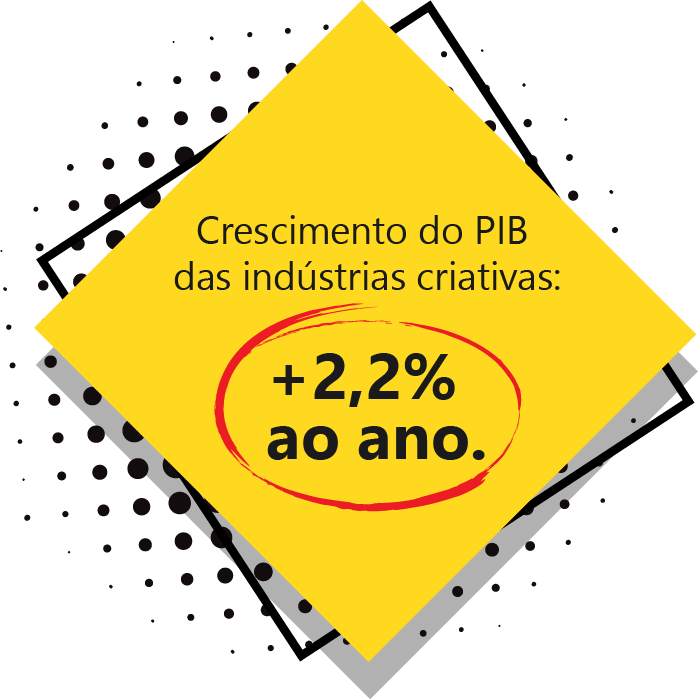 Crescimento do PIB
das indústrias criativas:
+2,2%
ao ano.